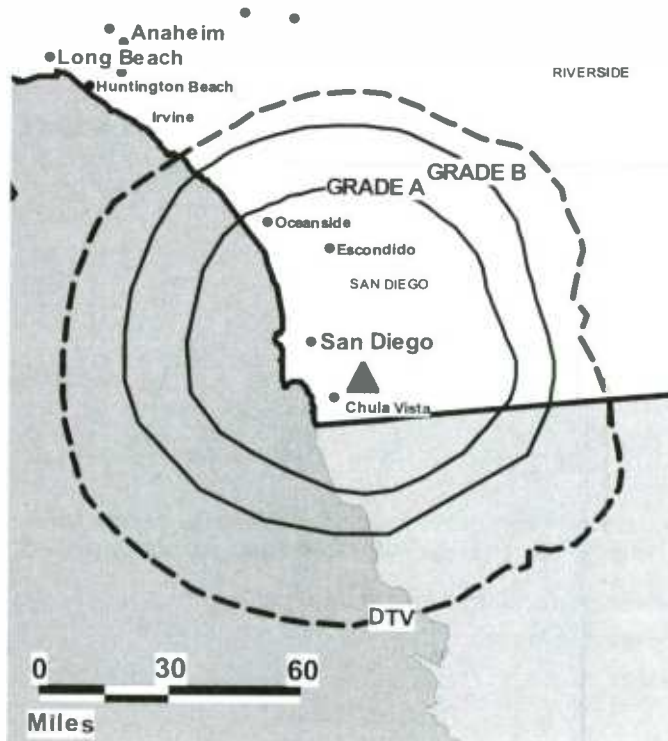 Anaheim
Long Beach
Huntington Beach
RIVERSIDE
Irvine
GRADE B
GRADE A
Oceanside
Escondido
SAN DIEGO
San Diego
Chula Vista
DTV
0 30 60
Miles